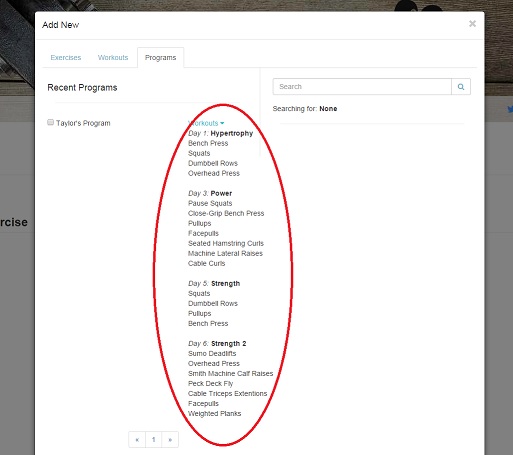 Add New
×
Exercises Workouts Programs
Recent Programs
Search
Searching for: None
Taylor's Program
Workouts
Day 1: Hypertrophy
Bench Press
Squats
Dumbbell Rows
Overhead Press
Day 3: Power
Pause Squats
Close-Grip Bench Press
Pullups
Facepulls
Seated Hamstring Curls
Machine Lateral Raises
Cable Curls
Day 5: Strength
Squats
Dumbbell Rows
Pullups
Bench Press
Day 6: Strength 2
Sumo Deadlifts
Overhead Press
Smith Machine Calf Raises
Peck Deck Fly
Cable Triceps Extentions
Facepulls
Weighted Planks
« 1 »
rcise